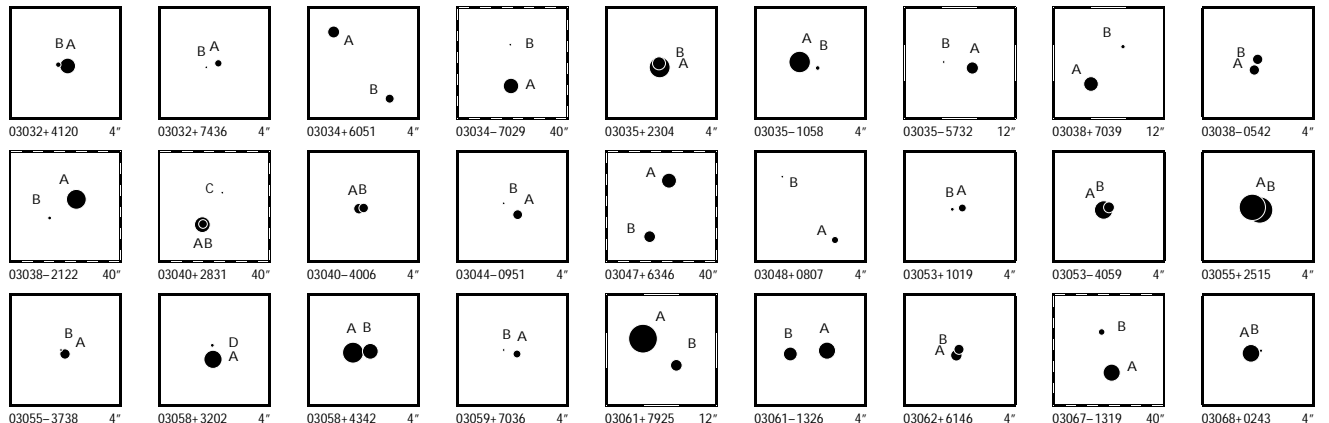 B A
B A
A
B
B
A
B
A
A B
B A
B
A
B
A
03032+4120 4″
03032+7436 4″
03034+6051 4″
03034−7029 40″
03035+2304 4″
03035−1058 4″
03035−5732 12″
03038+7039 12″
03038−0542 4″
A
B
C
AB
AB
B
A
A
B
B
A
B A
A B
A B
03038−2122 40″
03040+2831 40″
03040−4006 4″
03044−0951 4″
03047+6346 40″
03048+0807 4″
03053+1019 4″
03053−4059 4″
03055+2515 4″
B
A
D
A
A B
B A
A
B
B A
B
A
B
A
A B
03055−3738 4″
03058+3202 4″
03058+4342 4″
03059+7036 4″
03061+7925 12″
03061−1326 4″
03062+6146 4″
03067−1319 40″
03068+0243 4″